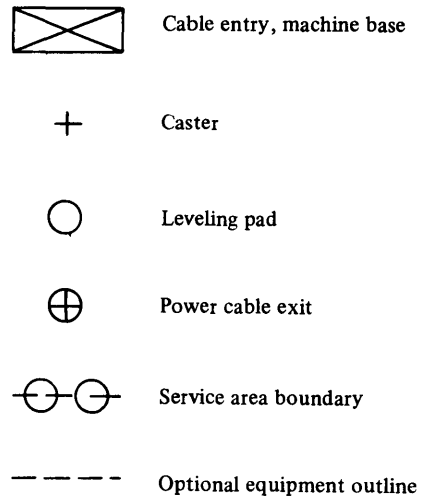 Cable entry, machine base
Caster
Leveling pad
Power cable exit
Service area boundary
Optional equipment outline